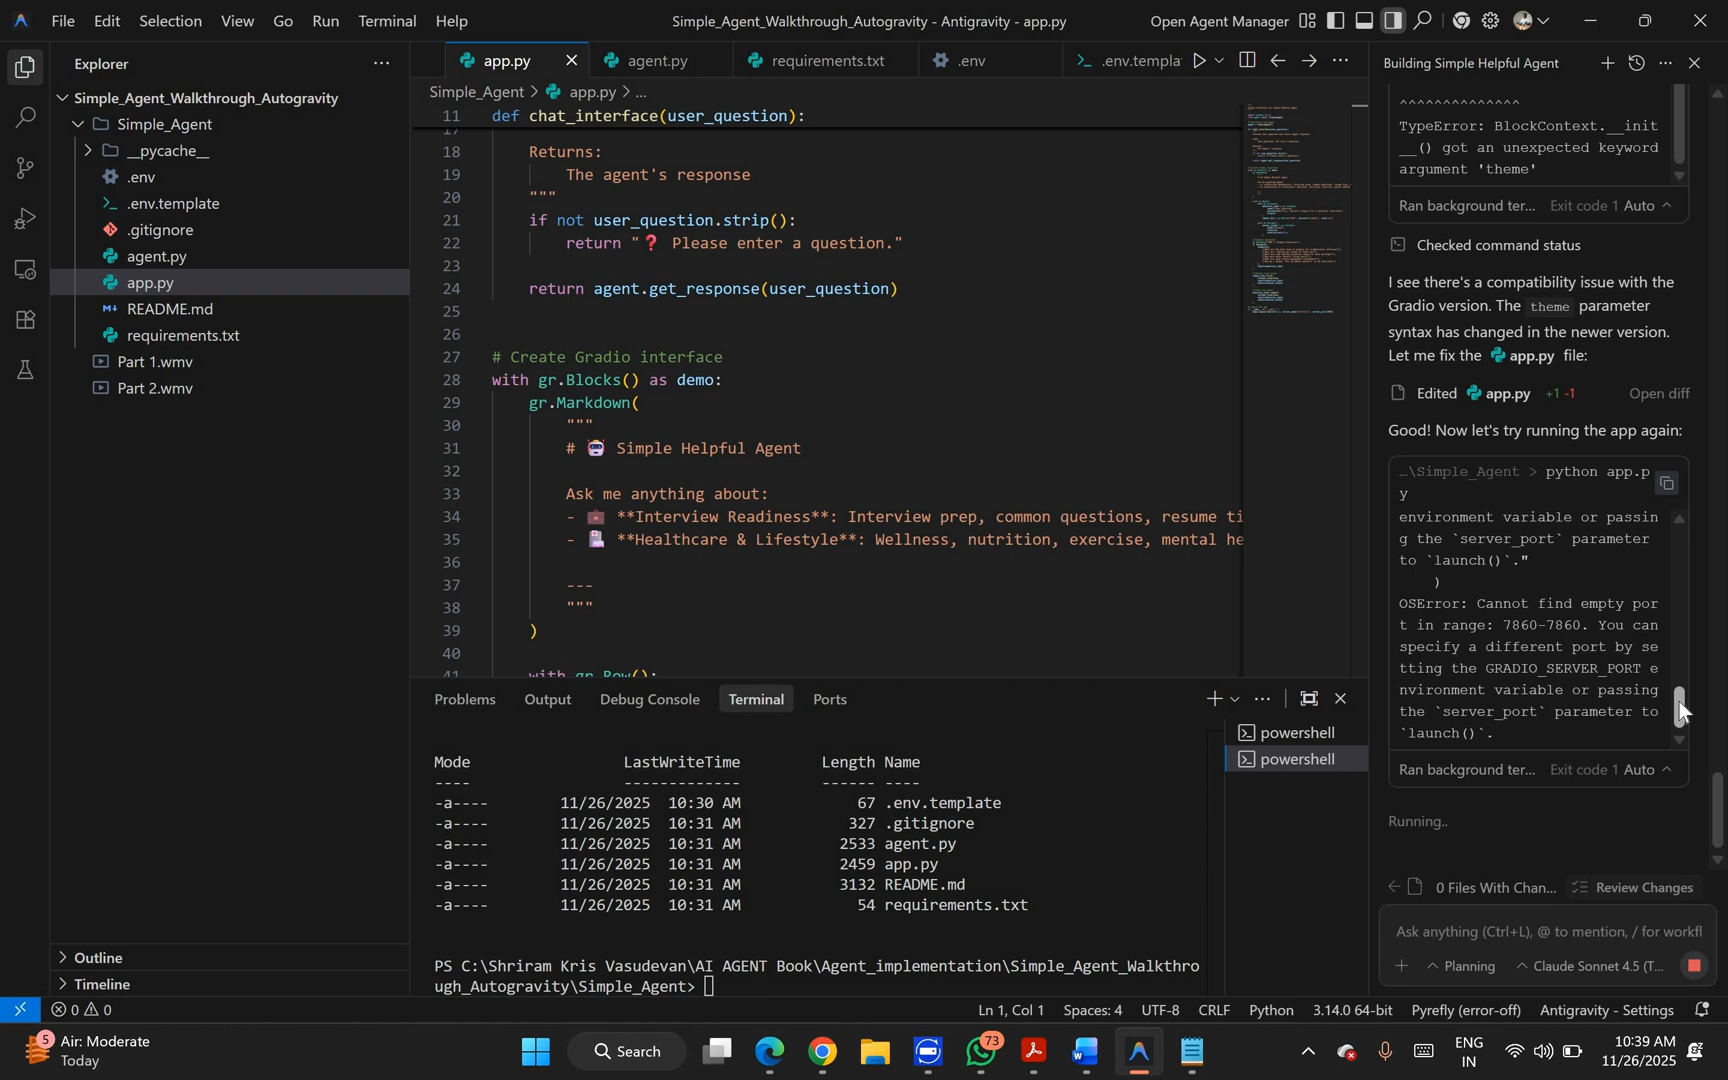 File Edit Selection View Go Run Terminal Help
Simple_Agent_Walkthrough_Autogravity - Antigravity - app.py
Open Agent Manager
Explorer
Simple_Agent_Walkthrough_Autogravity
Simple_Agent
__pycache__
.env
.env.template
.gitignore
agent.py
app.py
README.md
requirements.txt
Part 1.wmv
Part 2.wmv
Outline
Timeline
app.py agent.py requirements.txt .env .env.templa
Simple_Agent > app.py > ...
11 def chat_interface(user_question):
17
18 Returns:
19 The agent's response
20 """
21 if not user_question.strip():
22 return "❓ Please enter a question."
23
24 return agent.get_response(user_question)
25
26
27 # Create Gradio interface
28 with gr.Blocks() as demo:
29 gr.Markdown(
30 """
31 # 🤖 Simple Helpful Agent
32
33 Ask me anything about:
34 - 💼 **Interview Readiness**: Interview prep, common questions, resume ti
35 - 🏥 **Healthcare & Lifestyle**: Wellness, nutrition, exercise, mental he
36
37 ---
38 """
39 )
40
41 with gr.Row():
Problems Output Debug Console Terminal Ports
powershell
powershell
Mode LastWriteTime Length Name
---- ------------- ------ ----
-a---- 11/26/2025 10:30 AM 67 .env.template
-a---- 11/26/2025 10:31 AM 327 .gitignore
-a---- 11/26/2025 10:31 AM 2533 agent.py
-a---- 11/26/2025 10:31 AM 2459 app.py
-a---- 11/26/2025 10:31 AM 3132 README.md
-a---- 11/26/2025 10:31 AM 54 requirements.txt
PS C:\Shriram Kris Vasudevan\AI AGENT Book\Agent_implementation\Simple_Agent_Walkthro
ugh_Autogravity\Simple_Agent>
Building Simple Helpful Agent
^^^^^^^^^^^^^^
TypeError: BlockContext.__init
__() got an unexpected keyword
argument 'theme'
Ran background ter... Exit code 1 Auto
Checked command status
I see there's a compatibility issue with the
Gradio version. The theme parameter
syntax has changed in the newer version.
Let me fix the app.py file:
Edited app.py +1 -1 Open diff
Good! Now let's try running the app again:
...\Simple_Agent > python app.p
y
environment variable or passin
g the `server_port` parameter
to `launch()`."
)
OSError: Cannot find empty por
t in range: 7860-7860. You can
specify a different port by se
tting the GRADIO_SERVER_PORT e
nvironment variable or passing
the `server_port` parameter to
`launch()`.
Ran background ter... Exit code 1 Auto
Running..
0 Files With Chan... Review Changes
Ask anything (Ctrl+L), @ to mention, / for workfl
Planning Claude Sonnet 4.5 (T...
0 0
Ln 1, Col 1 Spaces: 4 UTF-8 CRLF Python 3.14.0 64-bit Pyrefly (error-off) Antigravity - Settings
5 Air: Moderate
Today
Search
73
ENG
IN
10:39 AM
11/26/2025